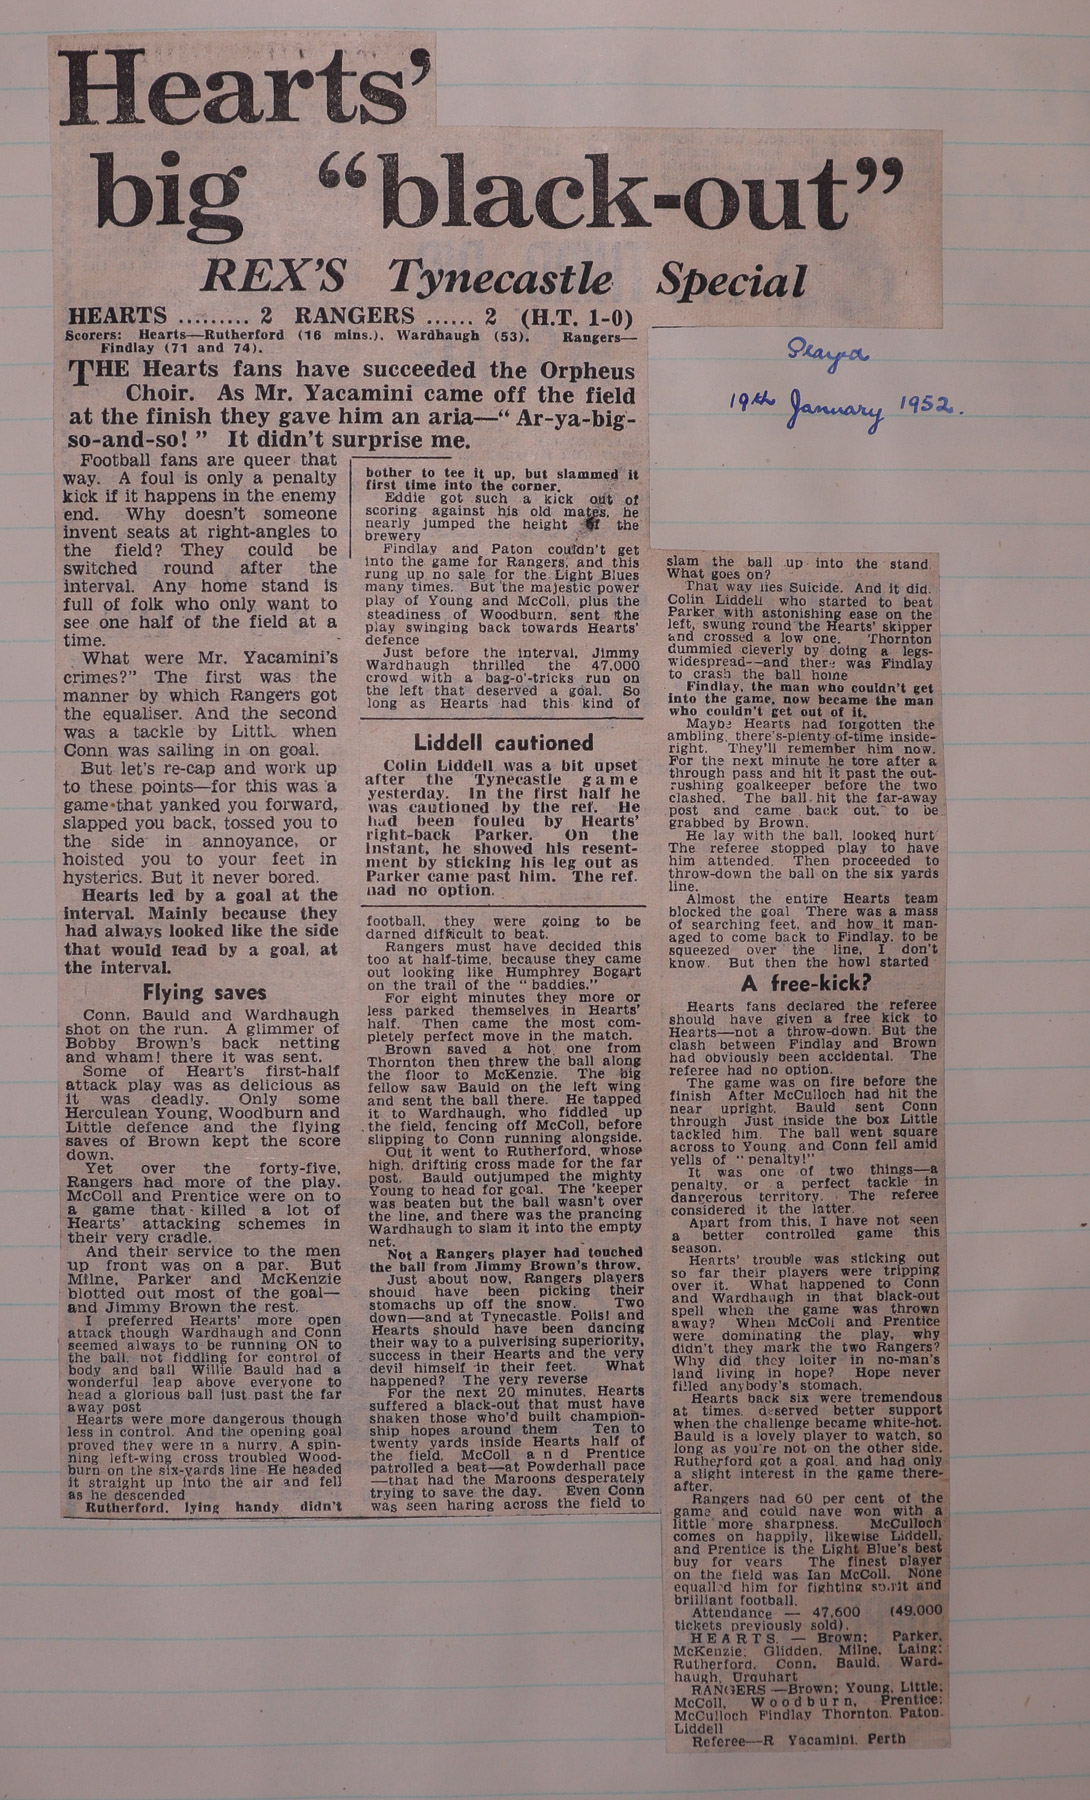 Hearts'
big “black-out”
REX'S Tynecastle Special
HEARTS ......... 2 RANGERS ...... 2 (H.T. 1-0)
Scorers: Hearts—Rutherford (16 mins.), Wardhaugh (53). Rangers—
Findlay (71 and 74).
Played
19th January 1952.
THE Hearts fans have succeeded the Orpheus
Choir. As Mr. Yacamini came off the field
at the finish they gave him an aria—“ Ar-ya-big-
so-and-so! ” It didn't surprise me.
Football fans are queer that
way. A foul is only a penalty
kick if it happens in the enemy
end. Why doesn't someone
invent seats at right-angles to
the field? They could be
switched round after the
interval. Any home stand is
full of folk who only want to
see one half of the field at a
time.
What were Mr. Yacamini's
crimes?” The first was the
manner by which Rangers got
the equaliser. And the second
was a tackle by Little when
Conn was sailing in on goal.
But let's re-cap and work up
to these points—for this was a
game that yanked you forward,
slapped you back, tossed you to
the side in annoyance, or
hoisted you to your feet in
hysterics. But it never bored.
Hearts led by a goal at the
interval. Mainly because they
had always looked like the side
that would lead by a goal, at
the interval.
Flying saves
Conn, Bauld and Wardhaugh
shot on the run. A glimmer of
Bobby Brown's back netting
and wham! there it was sent.
Some of Heart's first-half
attack play was as delicious as
it was deadly. Only some
Herculean Young, Woodburn and
Little defence and the flying
saves of Brown kept the score
down.
Yet over the forty-five,
Rangers had more of the play.
McColl and Prentice were on to
a game that killed a lot of
Hearts' attacking schemes in
their very cradle.
And their service to the men
up front was on a par. But
Milne, Parker and McKenzie
blotted out most of the goal—
and Jimmy Brown the rest.
I preferred Hearts' more open
attack though Wardhaugh and Conn
seemed always to be running ON to
the ball, not fiddling for control of
body and ball Willie Bauld had a
wonderful leap above everyone to
head a glorious ball just past the far
away post
Hearts were more dangerous though
less in control. And the opening goal
proved they were in a hurry. A spin-
ning left-wing cross troubled Wood-
burn on the six-yards line He headed
it straight up into the air and fell
as he descended
Rutherford, lying handy didn't
bother to tee it up, but slammed it
first time into the corner.
Eddie got such a kick out of
scoring against his old mates, he
nearly jumped the height of the
brewery
Findlay and Paton couldn't get
into the game for Rangers, and this
rung up no sale for the Light Blues
many times. But the majestic power
play of Young and McColl, plus the
steadiness of Woodburn, sent the
play swinging back towards Hearts'
defence
Just before the interval, Jimmy
Wardhaugh thrilled the 47,000
crowd with a bag-o'-tricks run on
the left that deserved a goal. So
long as Hearts had this kind of
Liddell cautioned
Colin Liddell was a bit upset
after the Tynecastle game
yesterday. In the first half he
was cautioned by the ref. He
had been fouled by Hearts'
right-back Parker. On the
instant, he showed his resent-
ment by sticking his leg out as
Parker came past him. The ref.
had no option.
football, they were going to be
darned difficult to beat.
Rangers must have decided this
too at half-time, because they came
out looking like Humphrey Bogart
on the trail of the “ baddies.”
For eight minutes they more or
less parked themselves in Hearts'
half. Then came the most com-
pletely perfect move in the match.
Brown saved a hot one from
Thornton then threw the ball along
the floor to McKenzie. The big
fellow saw Bauld on the left wing
and sent the ball there. He tapped
it to Wardhaugh, who fiddled up
the field, fencing off McColl, before
slipping to Conn running alongside.
Out it went to Rutherford, whose
high, drifting cross made for the far
post. Bauld outjumped the mighty
Young to head for goal. The 'keeper
was beaten but the ball wasn't over
the line, and there was the prancing
Wardhaugh to slam it into the empty
net.
Not a Rangers player had touched
the ball from Jimmy Brown's throw.
Just about now, Rangers players
should have been picking their
stomachs up off the snow. Two
down—and at Tynecastle. Polis! and
Hearts should have been dancing
their way to a pulverising superiority,
success in their Hearts and the very
devil himself in their feet. What
happened? The very reverse
For the next 20 minutes, Hearts
suffered a black-out that must have
shaken those who'd built champion-
ship hopes around them Ten to
twenty yards inside Hearts half of
the field, McColl and Prentice
patrolled a beat—at Powderhall pace
—that had the Maroons desperately
trying to save the day. Even Conn
was seen haring across the field to
slam the ball up into the stand
What goes on?
That way lies Suicide. And it did.
Colin Liddell who started to beat
Parker with astonishing ease on the
left, swung round the Hearts' skipper
and crossed a low one. Thornton
dummied cleverly by doing a legs-
widespread—and there was Findlay
to crash the ball home
Findlay, the man who couldn't get
into the game, now became the man
who couldn't get out of it.
Maybe Hearts had forgotten the
ambling, there's-plenty of-time inside-
right. They'll remember him now.
For the next minute he tore after a
through pass and hit it past the out-
rushing goalkeeper before the two
clashed. The ball hit the far-away
post and came back out, to be
grabbed by Brown.
He lay with the ball, looked hurt
The referee stopped play to have
him attended. Then proceeded to
throw-down the ball on the six yards
line.
Almost the entire Hearts team
blocked the goal There was a mass
of searching feet, and how it man-
aged to come back to Findlay, to be
squeezed over the line, I don't
know. But then the howl started
A free-kick?
Hearts fans declared the referee
should have given a free kick to
Hearts—not a throw-down. But the
clash between Findlay and Brown
had obviously been accidental. The
referee had no option.
The game was on fire before the
finish After McCulloch had hit the
near upright, Bauld sent Conn
through Just inside the box Little
tackled him. The ball went square
across to Young and Conn fell amid
yells of “ penalty!”
It was one of two things—a
penalty, or a perfect tackle in
dangerous territory. The referee
considered it the latter.
Apart from this, I have not seen
a better controlled game this
season.
Hearts' trouble was sticking out
so far their players were tripping
over it. What happened to Conn
and Wardhaugh in that black-out
spell when the game was thrown
away? When McColl and Prentice
were dominating the play, why
didn't they mark the two Rangers?
Why did they loiter in no-man's
land living in hope? Hope never
filled anybody's stomach.
Hearts back six were tremendous
at times, deserved better support
when the challenge became white-hot.
Bauld is a lovely player to watch, so
long as you're not on the other side.
Rutherford got a goal, and had only
a slight interest in the game there-
after.
Rangers had 60 per cent of the
game and could have won with a
little more sharpness. McCulloch
comes on happily, likewise Liddell,
and Prentice is the Light Blue's best
buy for years The finest player
on the field was Ian McColl. None
equalled him for fighting spirit and
brilliant football.
Attendance — 47,600 (49,000
tickets previously sold).
HEARTS. — Brown; Parker,
McKenzie; Glidden, Milne, Laing;
Rutherford, Conn, Bauld, Ward-
haugh, Urquhart
RANGERS —Brown; Young, Little;
McColl, Woodburn, Prentice;
McCulloch Findlay Thornton, Paton.
Liddell
Referee—R Yacamini, Perth